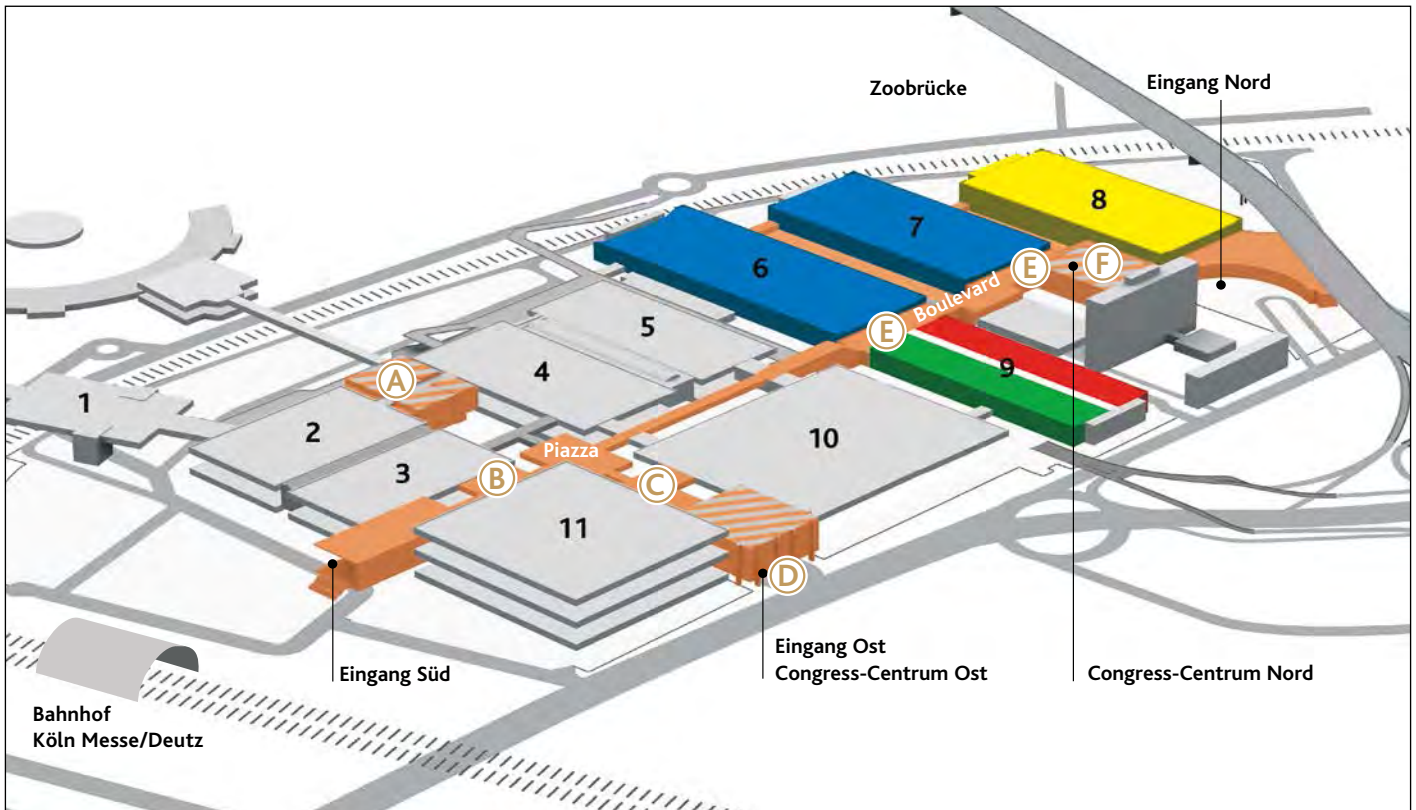 Zoobrücke
Eingang Nord
8
7
6
E
F
Boulevard
E
5
9
4
A
1
2
10
3
Piazza
B
C
11
D
Eingang Süd
Eingang Ost
Congress-Centrum Ost
Congress-Centrum Nord
Bahnhof
Köln Messe/Deutz